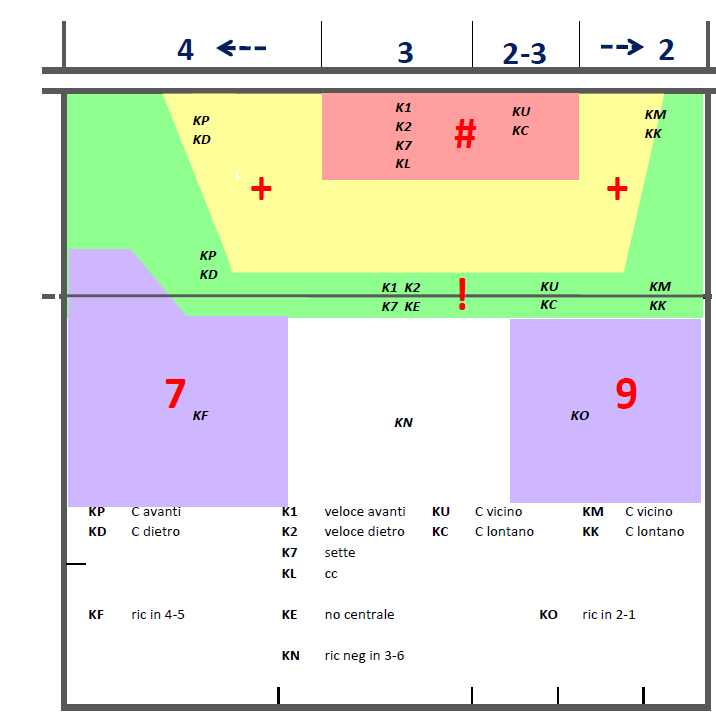 4 3 2-3 2
KP K1 KU KM
KD K2 # KC KK
K7
KL
+ +
KP
KD
K1 K2 ! KU KM
K7 KE KC KK
7 9
KF KN KO
KP C avanti K1 veloce avanti KU C vicino KM C vicino
KD C dietro K2 veloce dietro KC C lontano KK C lontano
K7 sette
KL cc
KF ric in 4-5 KE no centrale KO ric in 2-1
KN ric neg in 3-6